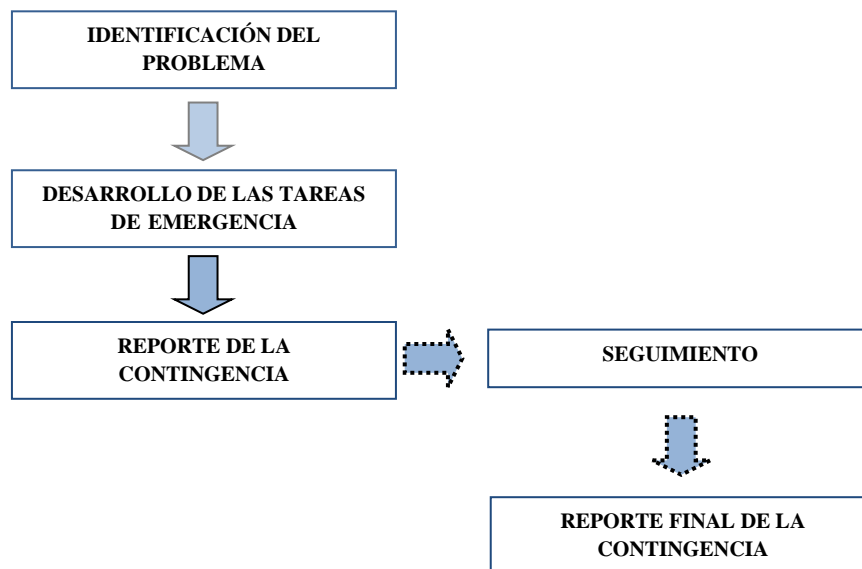 IDENTIFICACIÓN DEL
PROBLEMA
DESARROLLO DE LAS TAREAS
DE EMERGENCIA
REPORTE DE LA
CONTINGENCIA
SEGUIMIENTO
REPORTE FINAL DE LA
CONTINGENCIA